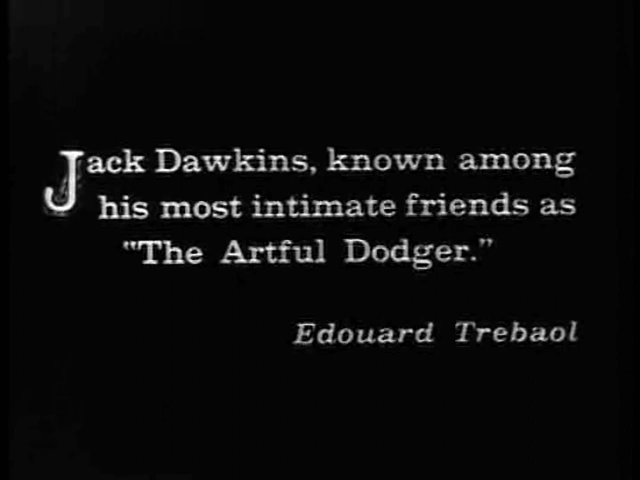 Jack Dawkins, known among
his most intimate friends as
"The Artful Dodger."
Edouard Trebaol